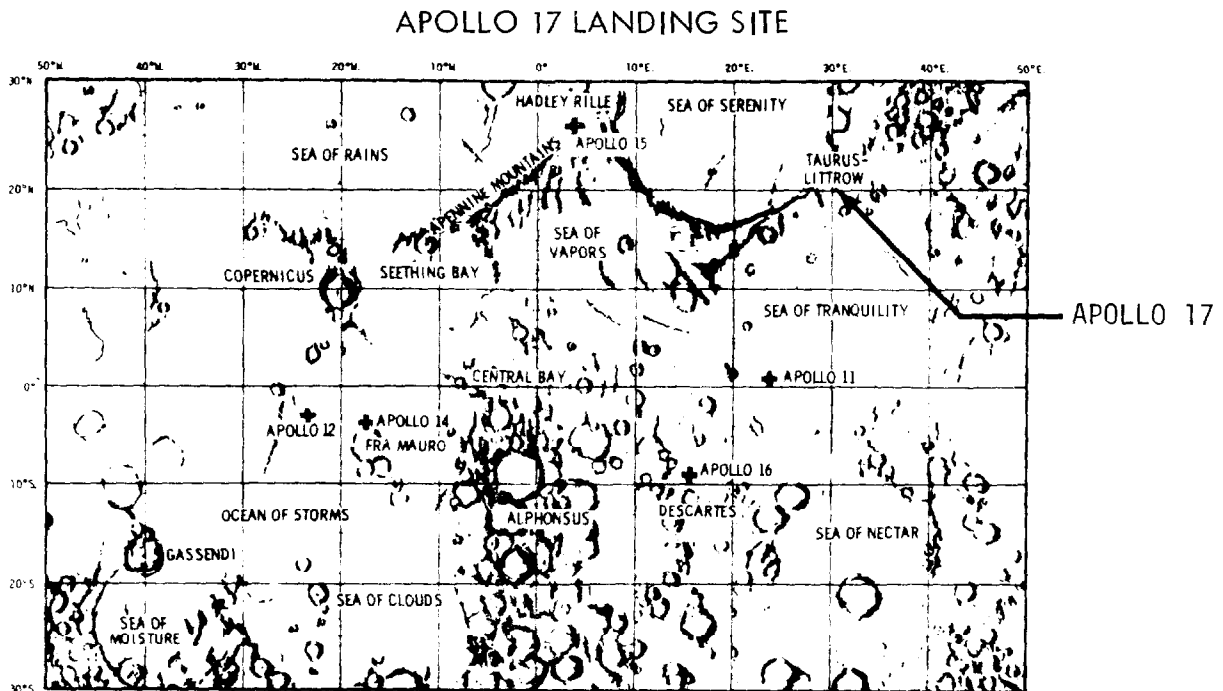 APOLLO 17 LANDING SITE
50°W 40°W 30°W 20°W 10°W 0° 10°E 20°E 30°E 40°E 50°E
30°N
HADLEY RILLE
SEA OF SERENITY
APOLLO 15
SEA OF RAINS
APENNINE MOUNTAINS
TAURUS-
LITTROW
20°N
SEA OF
VAPORS
COPERNICUS
SEETHING BAY
10°N
SEA OF TRANQUILITY
APOLLO 17
CENTRAL BAY
APOLLO 11
0°
APOLLO 12
APOLLO 14
FRA MAURO
APOLLO 16
10°S
OCEAN OF STORMS
ALPHONSUS
DESCARTES
SEA OF NECTAR
GASSENDI
20°S
SEA OF CLOUDS
SEA OF
MOISTURE
30°S